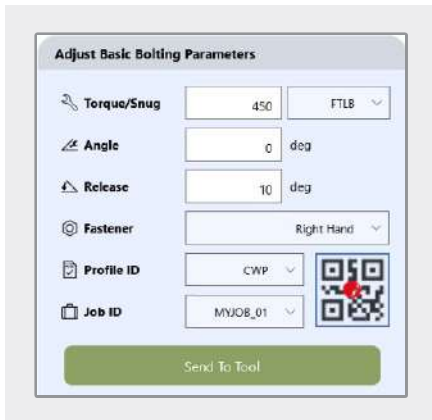 Adjust Basic Bolting Parameters
Torque/Snug 450 FTLB
Angle 0 deg
Release 10 deg
Fastener Right Hand
Profile ID CWP
Job ID MYJOB_01
Send To Tool